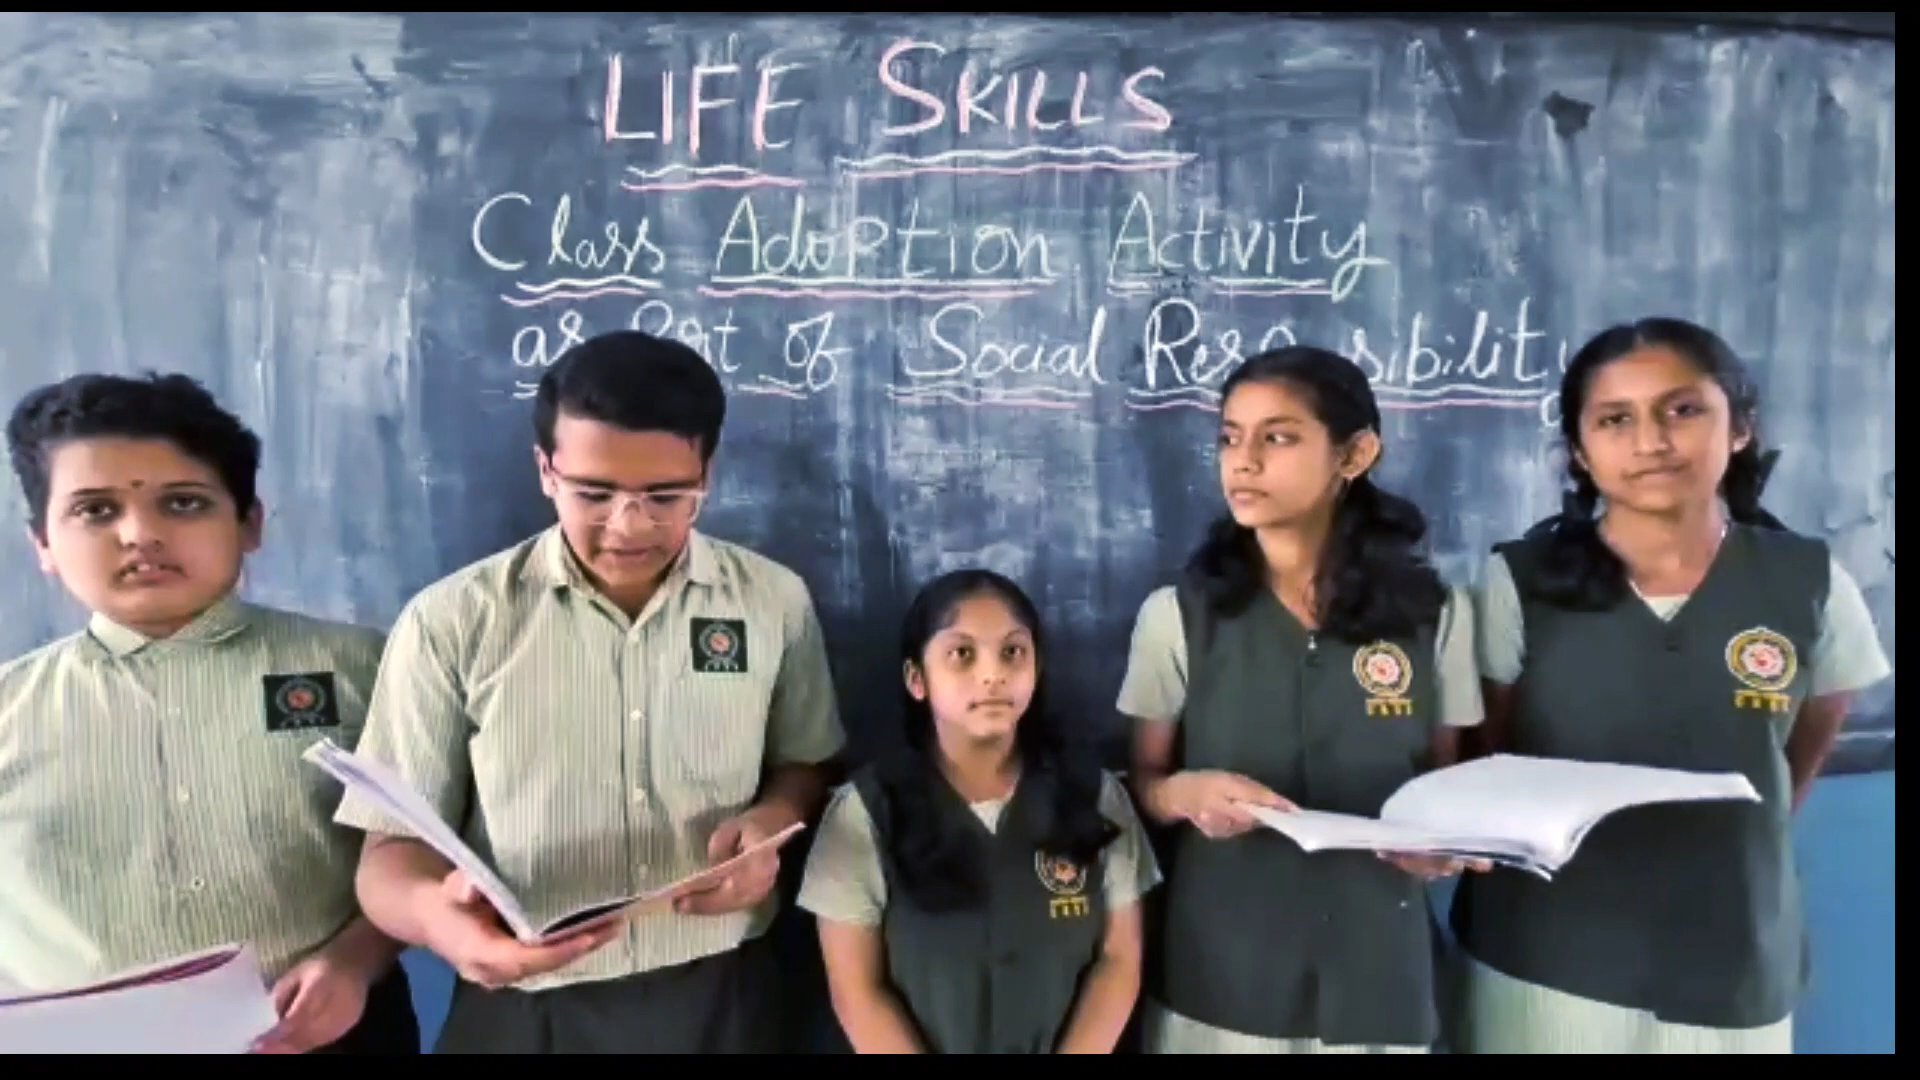 LIFE SKILLS
Class Adoption Activity
as Part of Social Responsibility